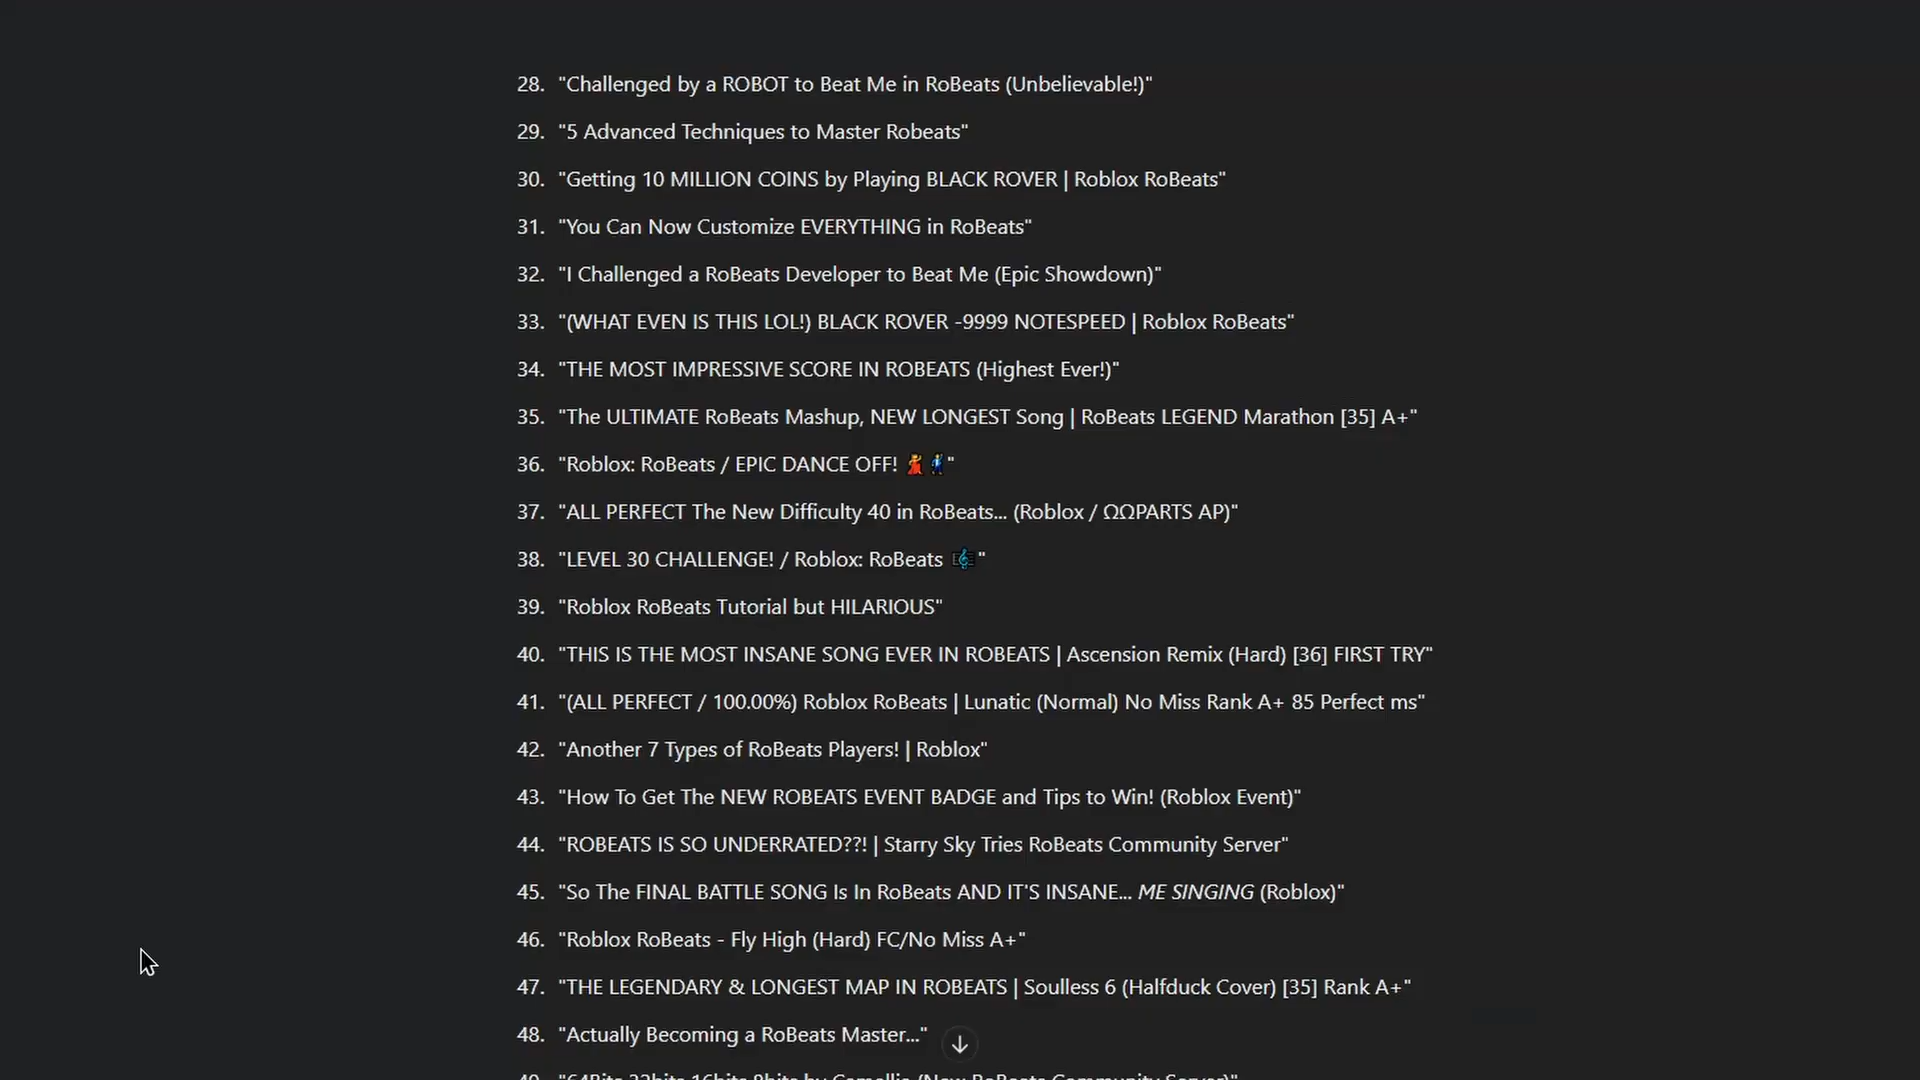 28. "Challenged by a ROBOT to Beat Me in RoBeats (Unbelievable!)"
29. "5 Advanced Techniques to Master Robeats"
30. "Getting 10 MILLION COINS by Playing BLACK ROVER | Roblox RoBeats"
31. "You Can Now Customize EVERYTHING in RoBeats"
32. "I Challenged a RoBeats Developer to Beat Me (Epic Showdown)"
33. "(WHAT EVEN IS THIS LOL!) BLACK ROVER -9999 NOTESPEED | Roblox RoBeats"
34. "THE MOST IMPRESSIVE SCORE IN ROBEATS (Highest Ever!)"
35. "The ULTIMATE RoBeats Mashup, NEW LONGEST Song | RoBeats LEGEND Marathon [35] A+"
36. "Roblox: RoBeats / EPIC DANCE OFF! 💃🕺"
37. "ALL PERFECT The New Difficulty 40 in RoBeats... (Roblox / ΩΩPARTS AP)"
38. "LEVEL 30 CHALLENGE! / Roblox: RoBeats 🎼"
39. "Roblox RoBeats Tutorial but HILARIOUS"
40. "THIS IS THE MOST INSANE SONG EVER IN ROBEATS | Ascension Remix (Hard) [36] FIRST TRY"
41. "(ALL PERFECT / 100.00%) Roblox RoBeats | Lunatic (Normal) No Miss Rank A+ 85 Perfect ms"
42. "Another 7 Types of RoBeats Players! | Roblox"
43. "How To Get The NEW ROBEATS EVENT BADGE and Tips to Win! (Roblox Event)"
44. "ROBEATS IS SO UNDERRATED??! | Starry Sky Tries RoBeats Community Server"
45. "So The FINAL BATTLE SONG Is In RoBeats AND IT'S INSANE... ME SINGING (Roblox)"
46. "Roblox RoBeats - Fly High (Hard) FC/No Miss A+"
47. "THE LEGENDARY & LONGEST MAP IN ROBEATS | Soulless 6 (Halfduck Cover) [35] Rank A+"
48. "Actually Becoming a RoBeats Master..."
49. "64Bits 32bits 16bits 8bits by Camellia (New RoBeats Community Server)"